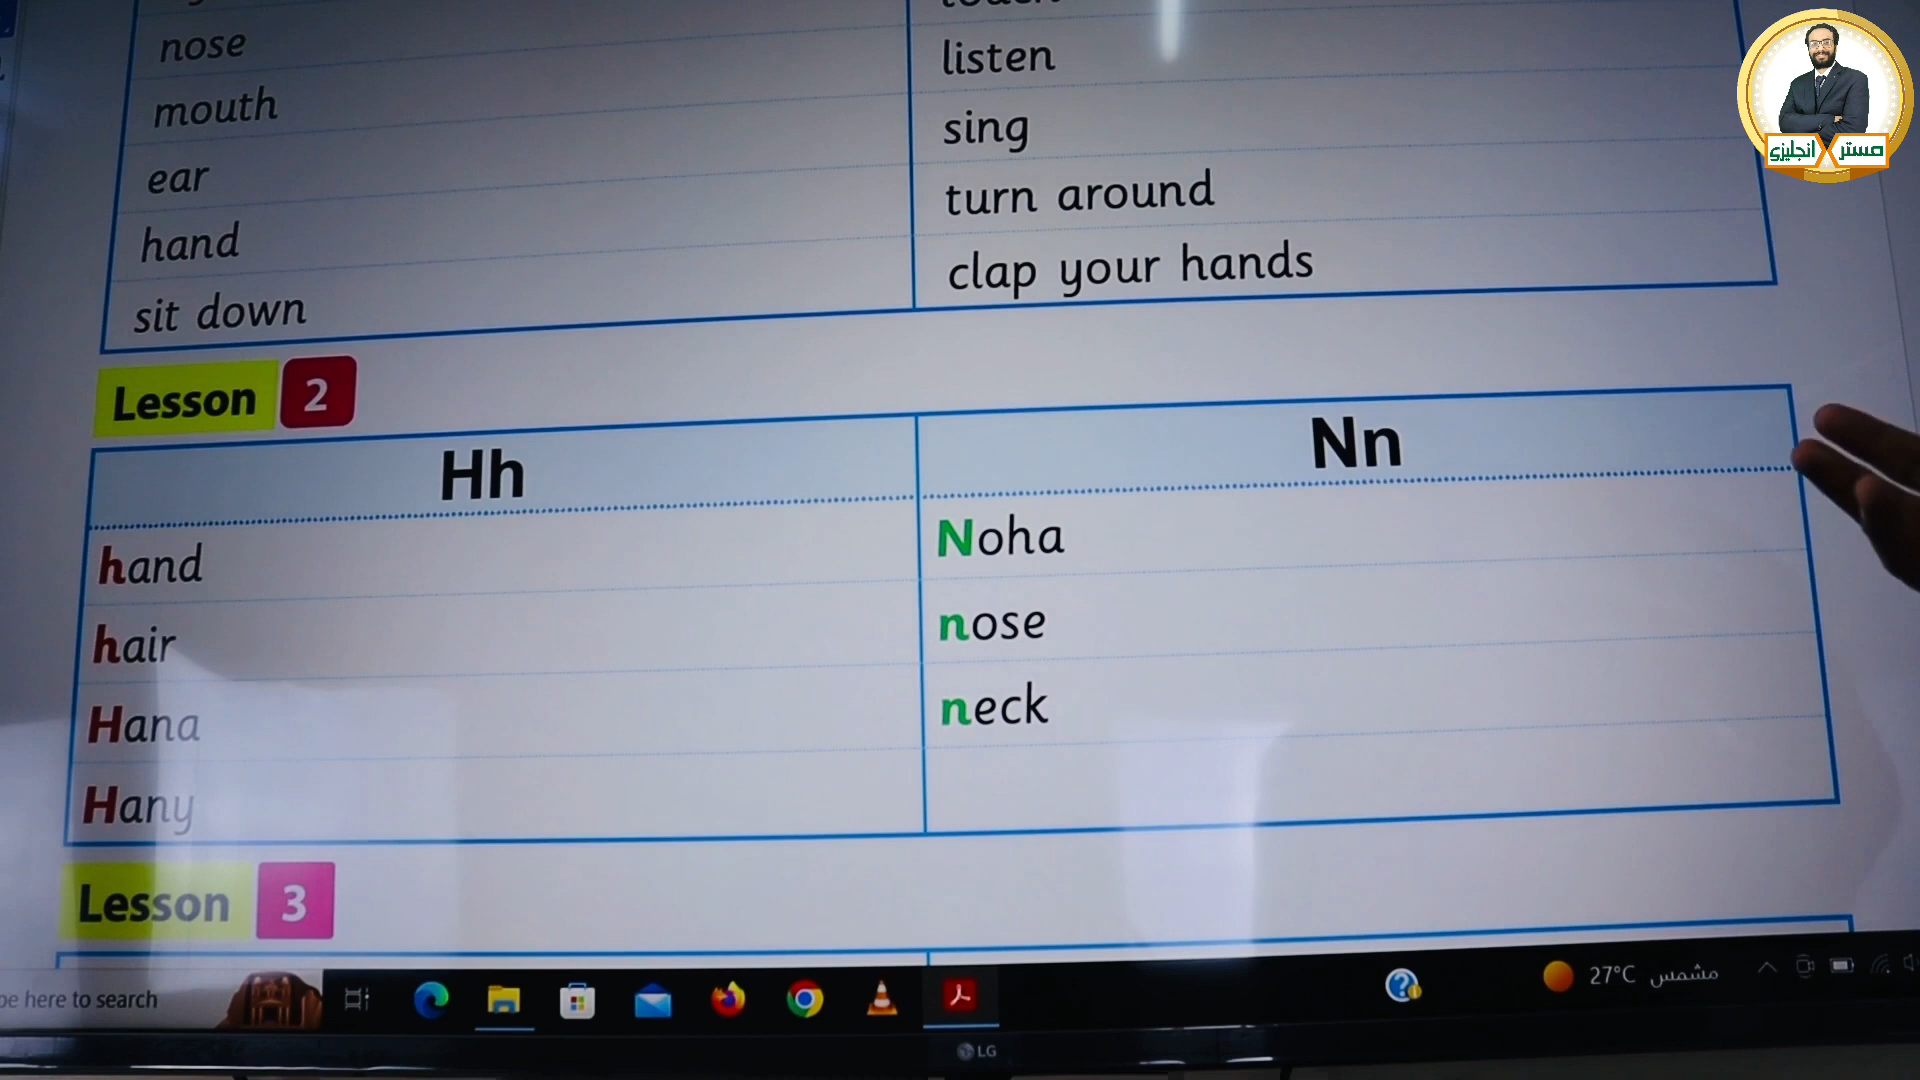 nose
mouth
ear
hand
sit down
listen
sing
turn around
clap your hands
Lesson 2
Hh
hand
hair
Hana
Hany
Nn
Noha
nose
neck
Lesson 3
here to search
27°C مشمس
LG
مستر X انجليزي